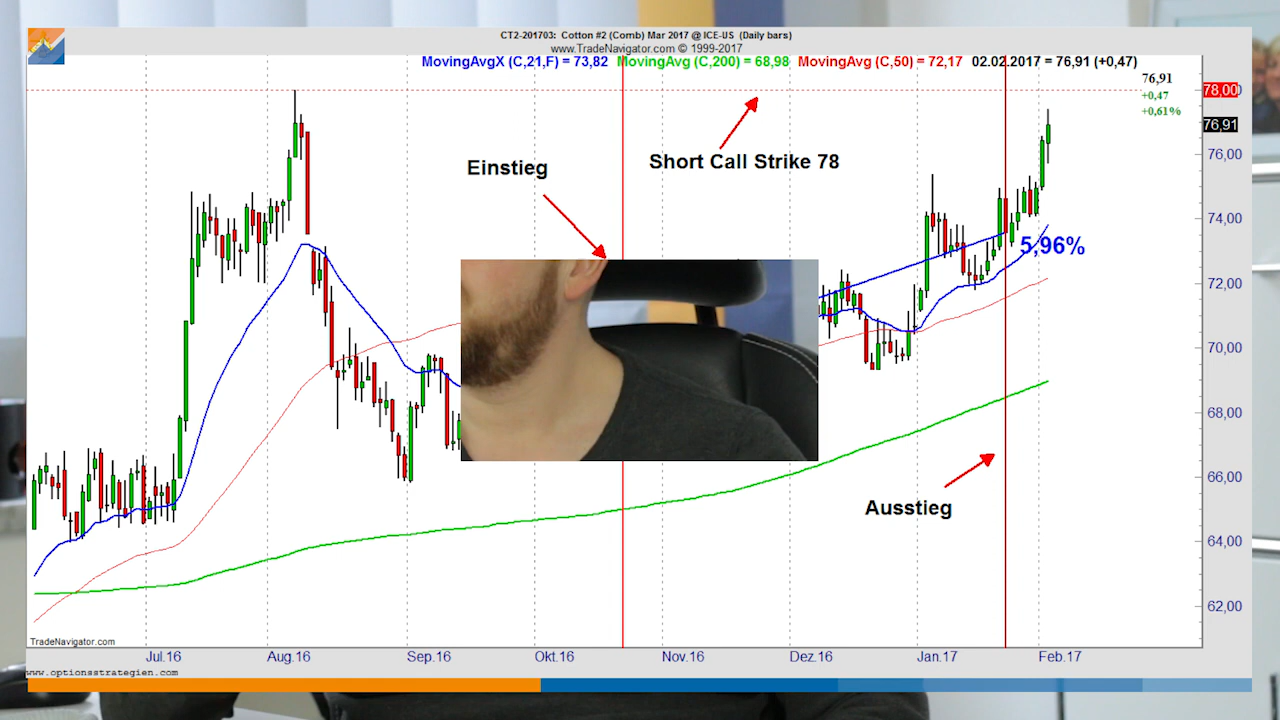 CT2-201703: Cotton #2 (Comb) Mar 2017 @ ICE-US (Daily bars)
www.TradeNavigator.com © 1999-2017
MovingAvgX (C,21,F) = 73,82 MovingAvg (C,200) = 68,98 MovingAvg (C,50) = 72,17 02.02.2017 = 76,91 (+0,47)
76,91
+0,47
+0,61%
78,00
76,91
76,00
74,00
72,00
70,00
68,00
66,00
64,00
62,00
Short Call Strike 78
Einstieg
5,96%
Ausstieg
TradeNavigator.com
Jul.16 Aug.16 Sep.16 Okt.16 Nov.16 Dez.16 Jan.17 Feb.17
www.optionsstrategien.com